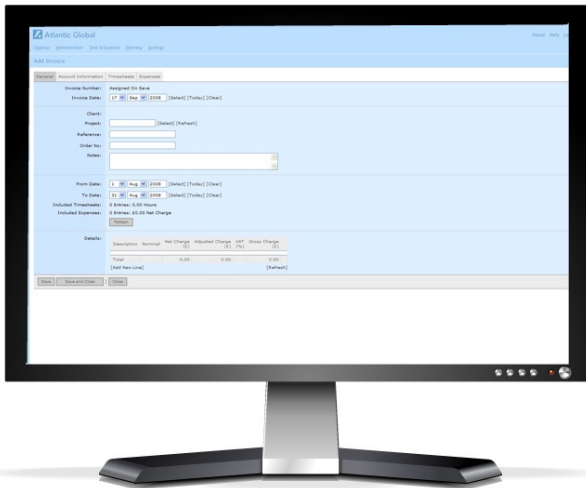 Atlantic Global
About Help
Administration Time & Expense Planning Settings
Add Invoice
General Account Information Timesheets Expenses
Invoice Number: Assigned On Save
Invoice Date: 17 Sep 2008 [Select] [Today] [Clear]
Client:
Project: [Select] [Refresh]
Reference:
Order No:
Notes:
From Date: 1 Aug 2008 [Select] [Today] [Clear]
To Date: 31 Aug 2008 [Select] [Today] [Clear]
Included Timesheets: 0 Entries: 0.00 Hours
Included Expenses: 0 Entries: £0.00 Net Charge
Refresh
Details:
Description Nominal Net Charge (£) Adjusted Charge (£) VAT (%) Gross Charge (£)
Total 0.00 0.00 0.00
[Add New Line] [Refresh]
Save Save and Close Close